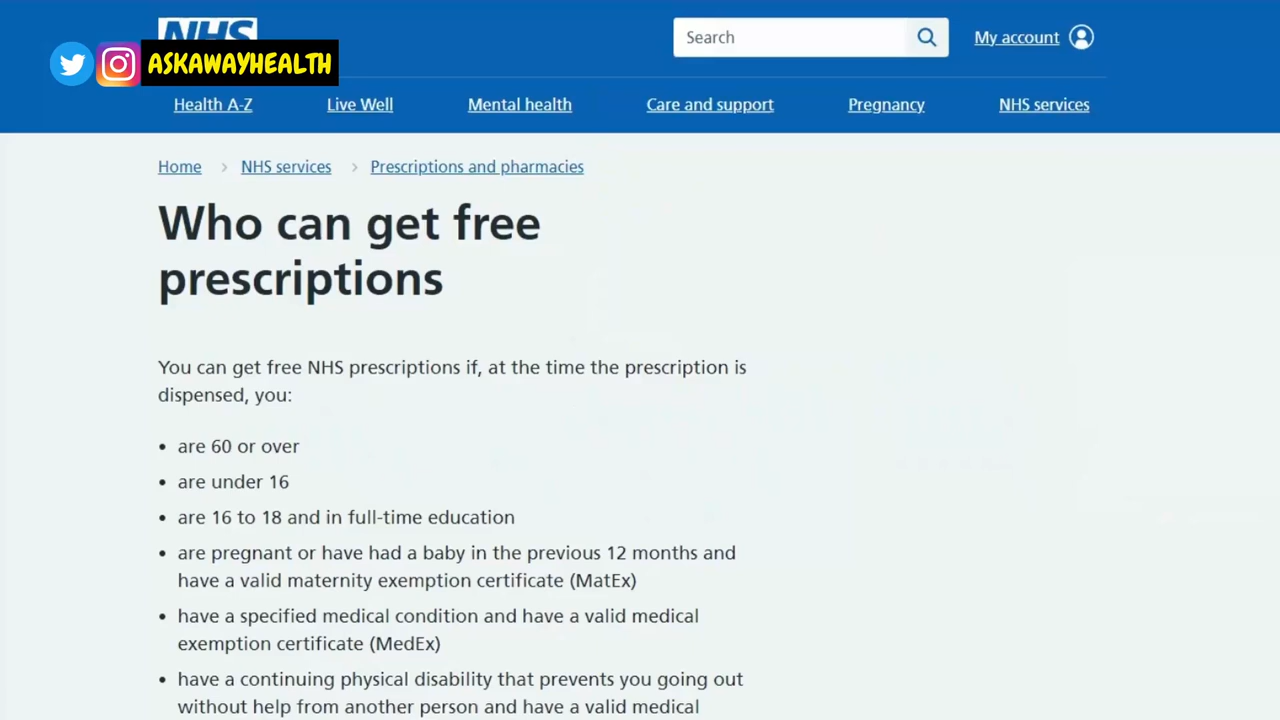 NHS
ASKAWAYHEALTH
Search
My account
Health A-Z
Live Well
Mental health
Care and support
Pregnancy
NHS services
Home
NHS services
Prescriptions and pharmacies
Who can get free
prescriptions
You can get free NHS prescriptions if, at the time the prescription is
dispensed, you:
• are 60 or over
• are under 16
• are 16 to 18 and in full-time education
• are pregnant or have had a baby in the previous 12 months and
have a valid maternity exemption certificate (MatEx)
• have a specified medical condition and have a valid medical
exemption certificate (MedEx)
• have a continuing physical disability that prevents you going out
without help from another person and have a valid medical